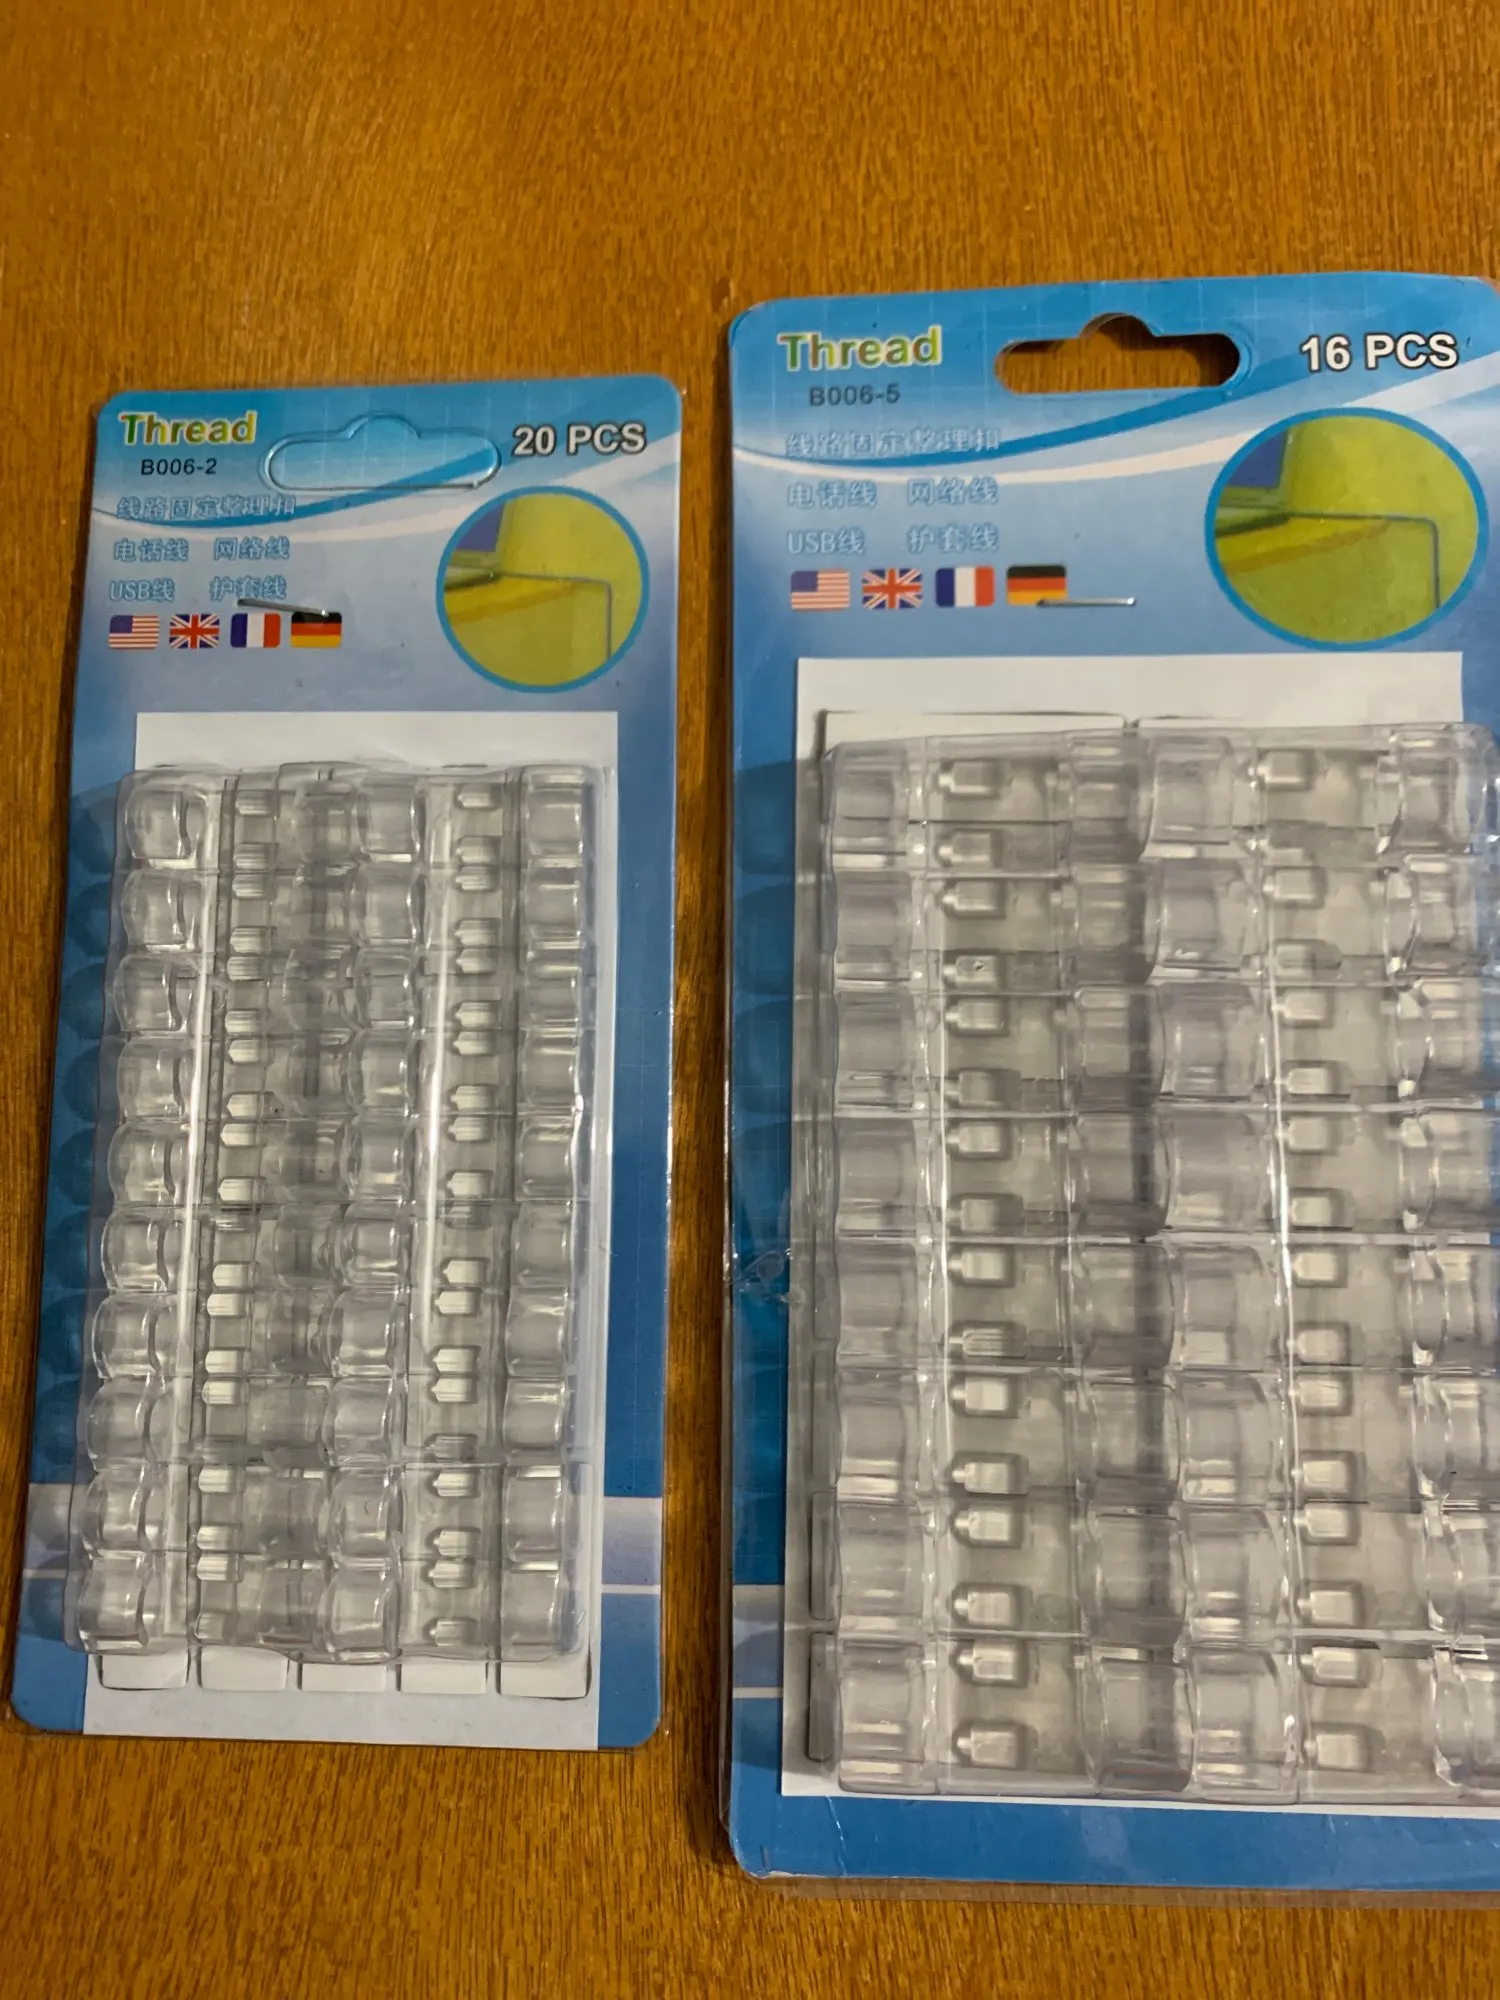 Thread
B006-2
20 PCS
线路固定整理扣
电话线 网络线
USB线 护套线
Thread
B006-5
16 PCS
线路固定整理扣
电话线 网络线
USB线 护套线